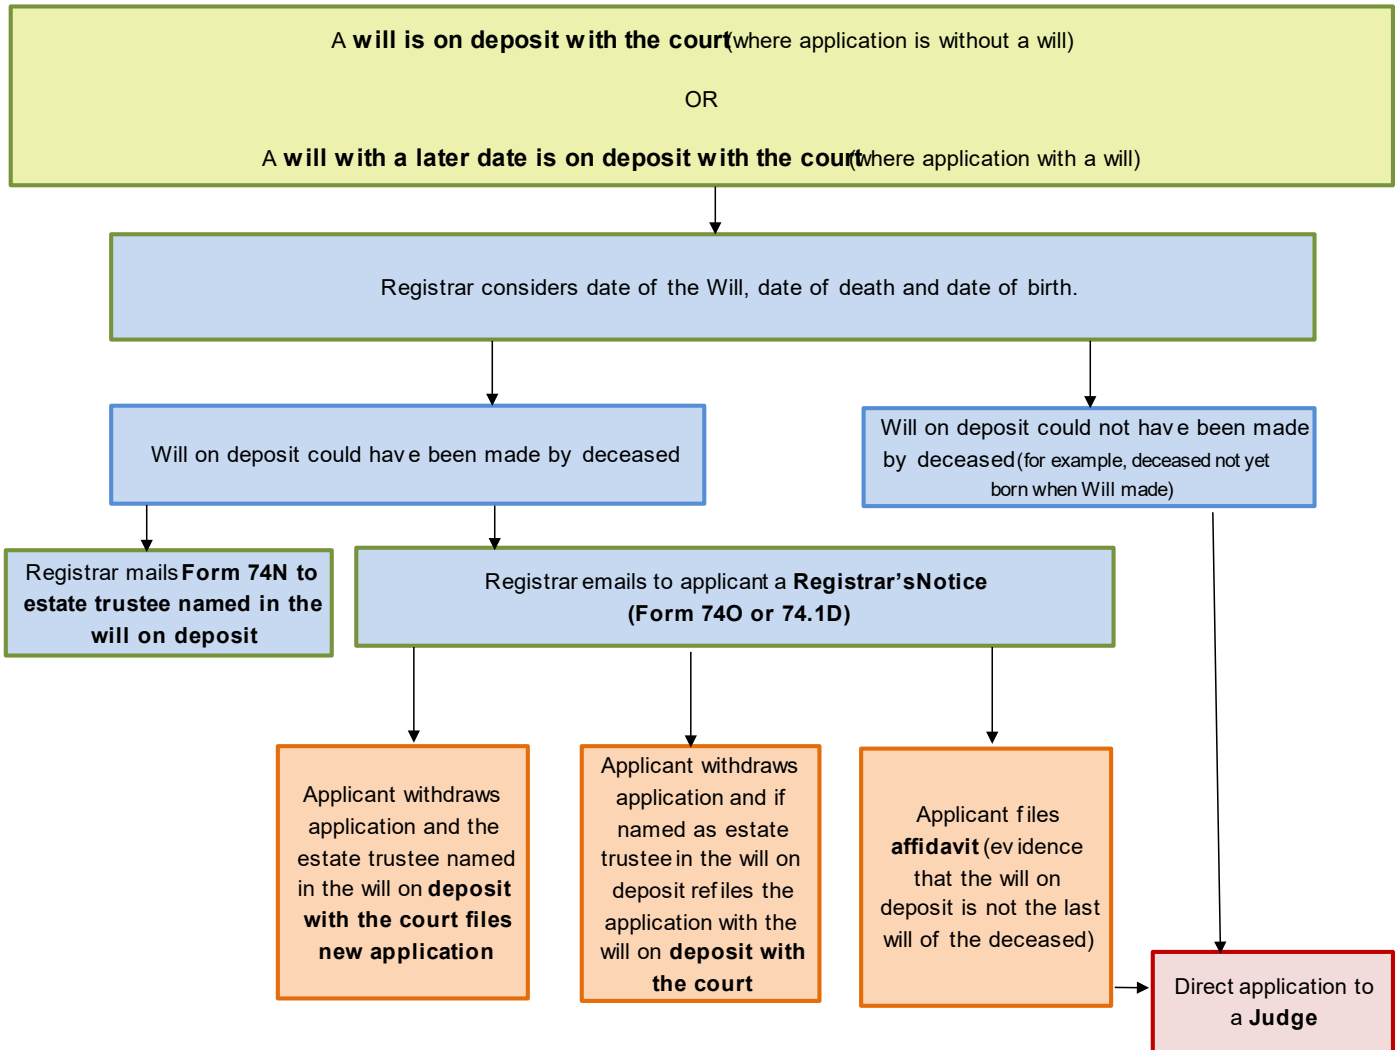 A will is on deposit with the court(where application is without a will)
OR
A will with a later date is on deposit with the court(where application with a will)
Registrar considers date of the Will, date of death and date of birth.
Will on deposit could have been made by deceased
Will on deposit could not have been made
by deceased(for example, deceased not yet
born when Will made)
Registrar mails Form 74N to
estate trustee named in the
will on deposit
Registrar emails to applicant a Registrar's Notice
(Form 74O or 74.1D)
Applicant withdraws
application and the
estate trustee named
in the will on deposit
with the court files
new application
Applicant withdraws
application and if
named as estate
trustee in the will on
deposit refiles the
application with the
will on deposit with
the court
Applicant files
affidavit (evidence
that the will on
deposit is not the last
will of the deceased)
Direct application to
a Judge